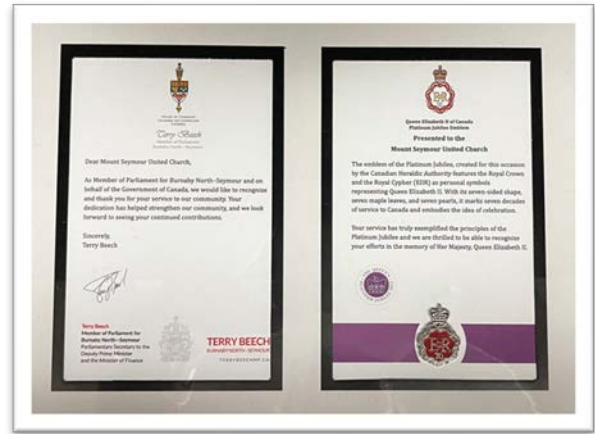 HOUSE OF COMMONS
CHAMBRE DES COMMUNES
CANADA
Terry Beech
Member of Parliament
Burnaby North-Seymour
Dear Mount Seymour United Church,
As Member of Parliament for Burnaby North–Seymour and on
behalf of the Government of Canada, we would like to recognize
and thank you for your service to our community. Your
dedication has helped strengthen our community, and we look
forward to seeing your continued contributions.
Sincerely,
Terry Beech
Terry Beech
Member of Parliament for
Burnaby North–Seymour
Parliamentary Secretary to the
Deputy Prime Minister
and the Minister of Finance
TERRY BEECH
BURNABY NORTH - SEYMOUR
TERRYBEECHMP.CA
Queen Elizabeth II of Canada
Platinum Jubilee Emblem
Presented to the
Mount Seymour United Church
The emblem of the Platinum Jubilee, created for this occasion
by the Canadian Heraldic Authority features the Royal Crown
and the Royal Cypher (EIIR) as personal symbols
representing Queen Elizabeth II. With its seven-sided shape,
seven maple leaves, and seven pearls, it marks seven decades
of service to Canada and embodies the idea of celebration.
Your service has truly exemplified the principles of the
Platinum Jubilee and we are thrilled to be able to recognize
your efforts in the memory of Her Majesty, Queen Elizabeth II.
EIIR
70